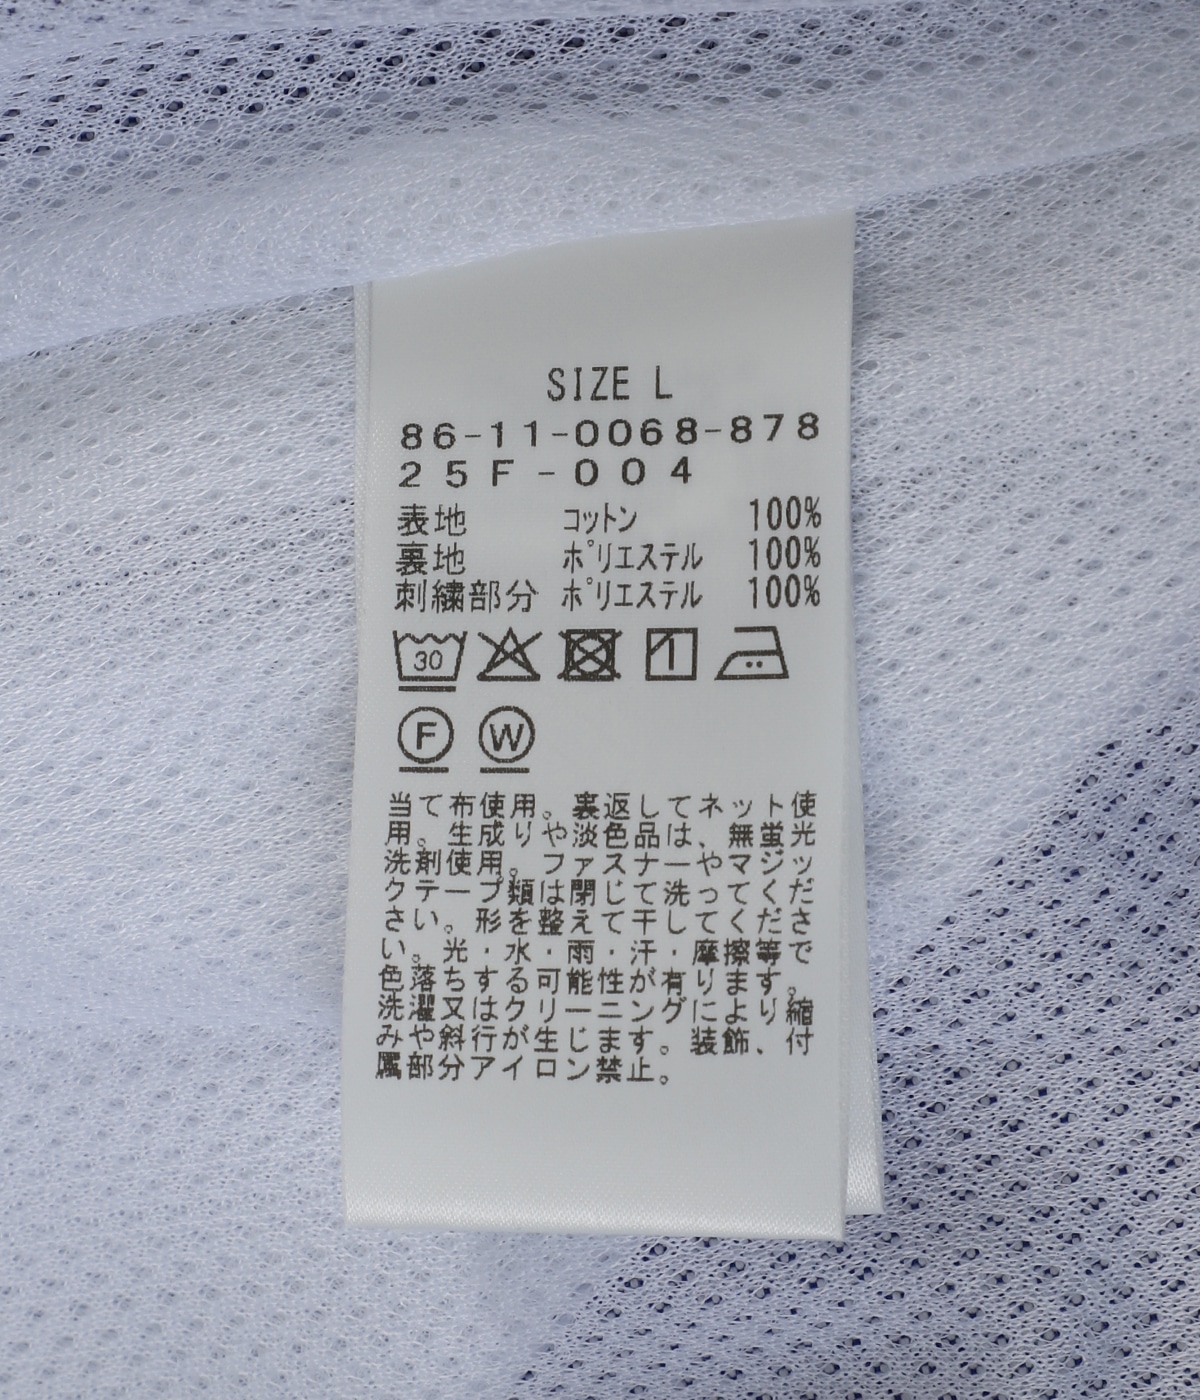 SIZE L
86-11-0068-878
25F-004
表地 コットン 100%
裏地 ポリエステル 100%
刺繍部分 ポリエステル 100%
30
F W
当て布使用。裏返してネット使
用。生成りや淡色品は、無蛍光
洗剤使用。ファスナーやマジッ
クテープ類は閉じて洗ってくだ
さい。形を整えて干してくださ
い。光・水・雨・汗・摩擦等で
色落ちする可能性が有ります。
洗濯又はクリーニングにより縮
みや斜行が生じます。装飾、付
属部分アイロン禁止。